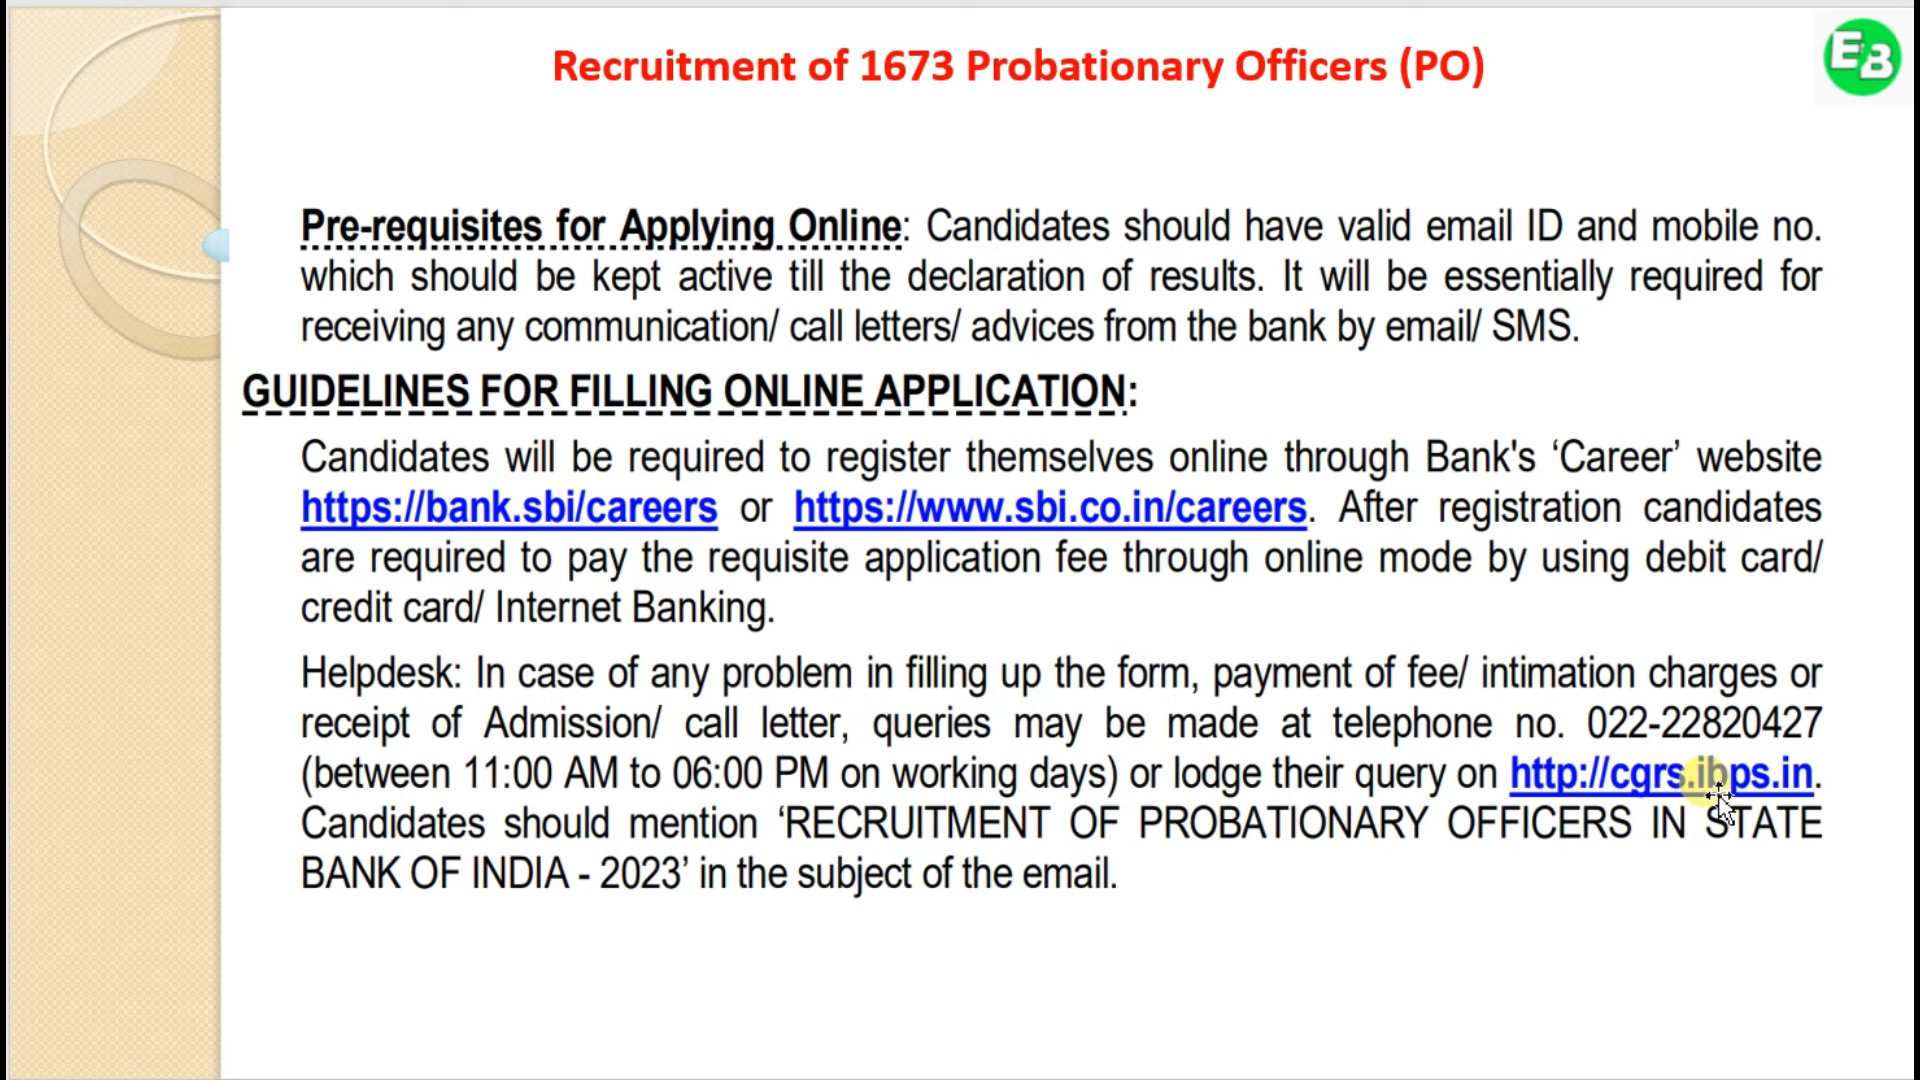 Recruitment of 1673 Probationary Officers (PO)
EB
Pre-requisites for Applying Online: Candidates should have valid email ID and mobile no.
which should be kept active till the declaration of results. It will be essentially required for
receiving any communication/ call letters/ advices from the bank by email/ SMS.
GUIDELINES FOR FILLING ONLINE APPLICATION:
Candidates will be required to register themselves online through Bank's ‘Career’ website
https://bank.sbi/careers or https://www.sbi.co.in/careers. After registration candidates
are required to pay the requisite application fee through online mode by using debit card/
credit card/ Internet Banking.
Helpdesk: In case of any problem in filling up the form, payment of fee/ intimation charges or
receipt of Admission/ call letter, queries may be made at telephone no. 022-22820427
(between 11:00 AM to 06:00 PM on working days) or lodge their query on http://cgrs.ibps.in.
Candidates should mention ‘RECRUITMENT OF PROBATIONARY OFFICERS IN STATE
BANK OF INDIA - 2023’ in the subject of the email.